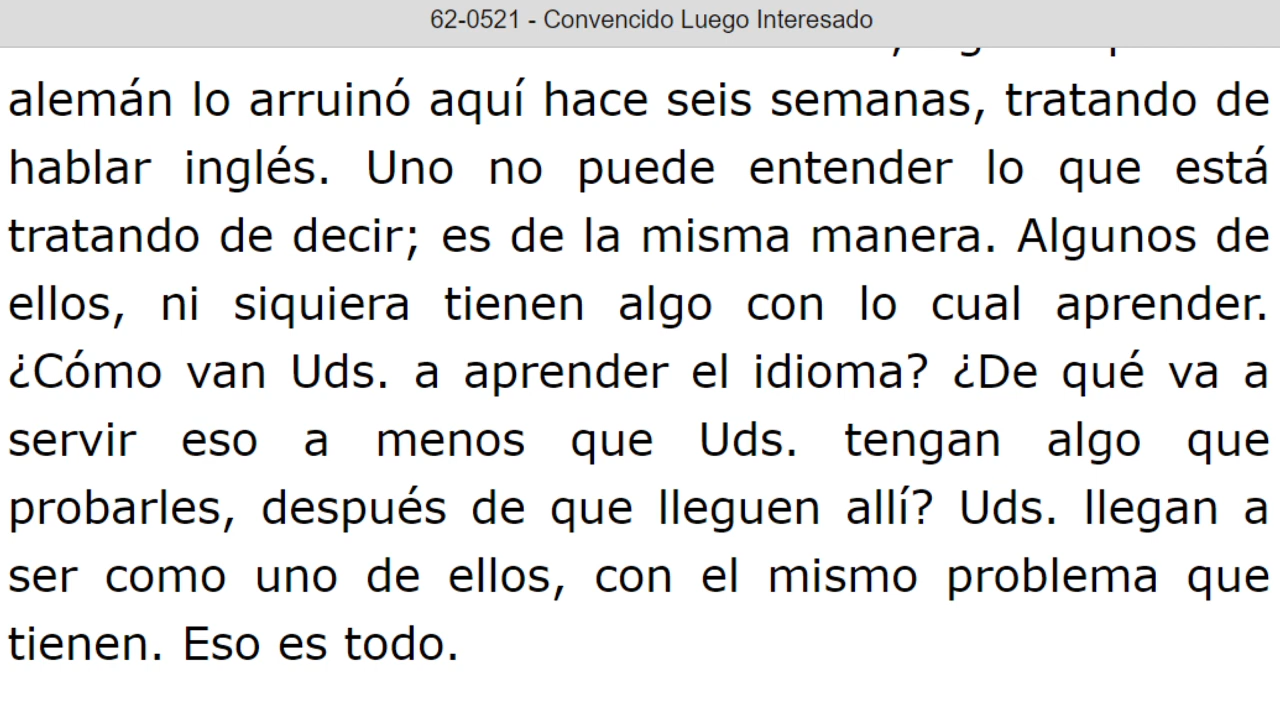 62-0521 - Convencido Luego Interesado
alemán lo arruinó aquí hace seis semanas, tratando de
hablar inglés. Uno no puede entender lo que está
tratando de decir; es de la misma manera. Algunos de
ellos, ni siquiera tienen algo con lo cual aprender.
¿Cómo van Uds. a aprender el idioma? ¿De qué va a
servir eso a menos que Uds. tengan algo que
probarles, después de que lleguen allí? Uds. llegan a
ser como uno de ellos, con el mismo problema que
tienen. Eso es todo.